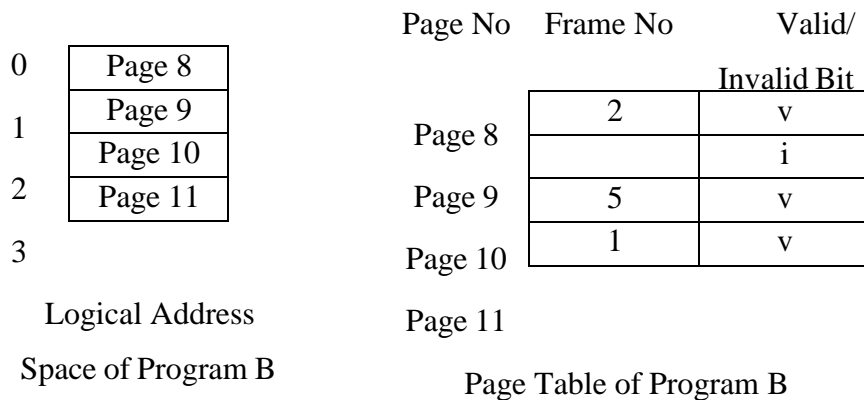 Page No Frame No Valid/
Invalid Bit
0 Page 8
1 Page 9
2 Page 10
3 Page 11
Logical Address
Space of Program B
Page 8 2 v
Page 9 i
Page 10 5 v
Page 11 1 v
Page Table of Program B